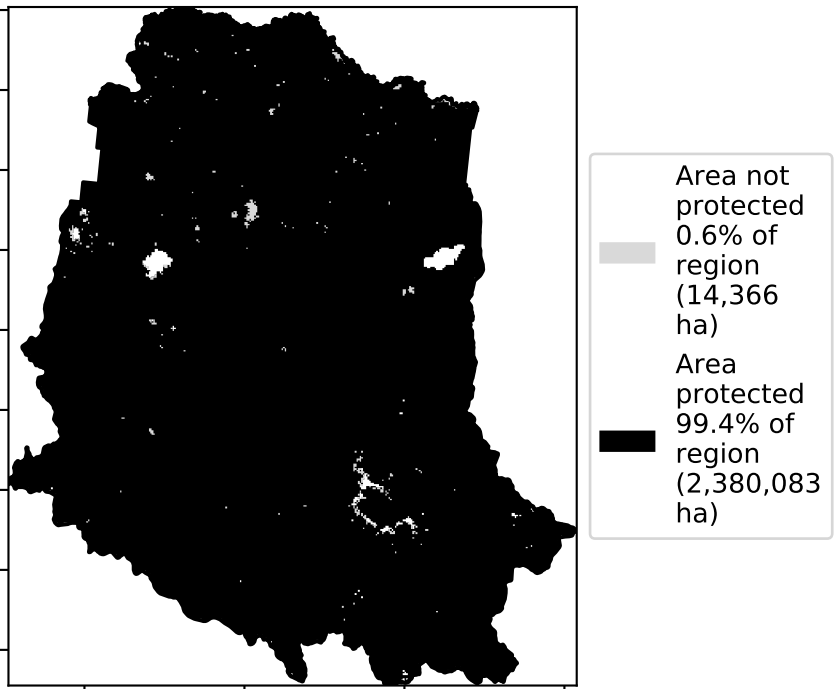 Area not
protected
0.6% of
region
(14,366
ha)
Area
protected
99.4% of
region
(2,380,083
ha)